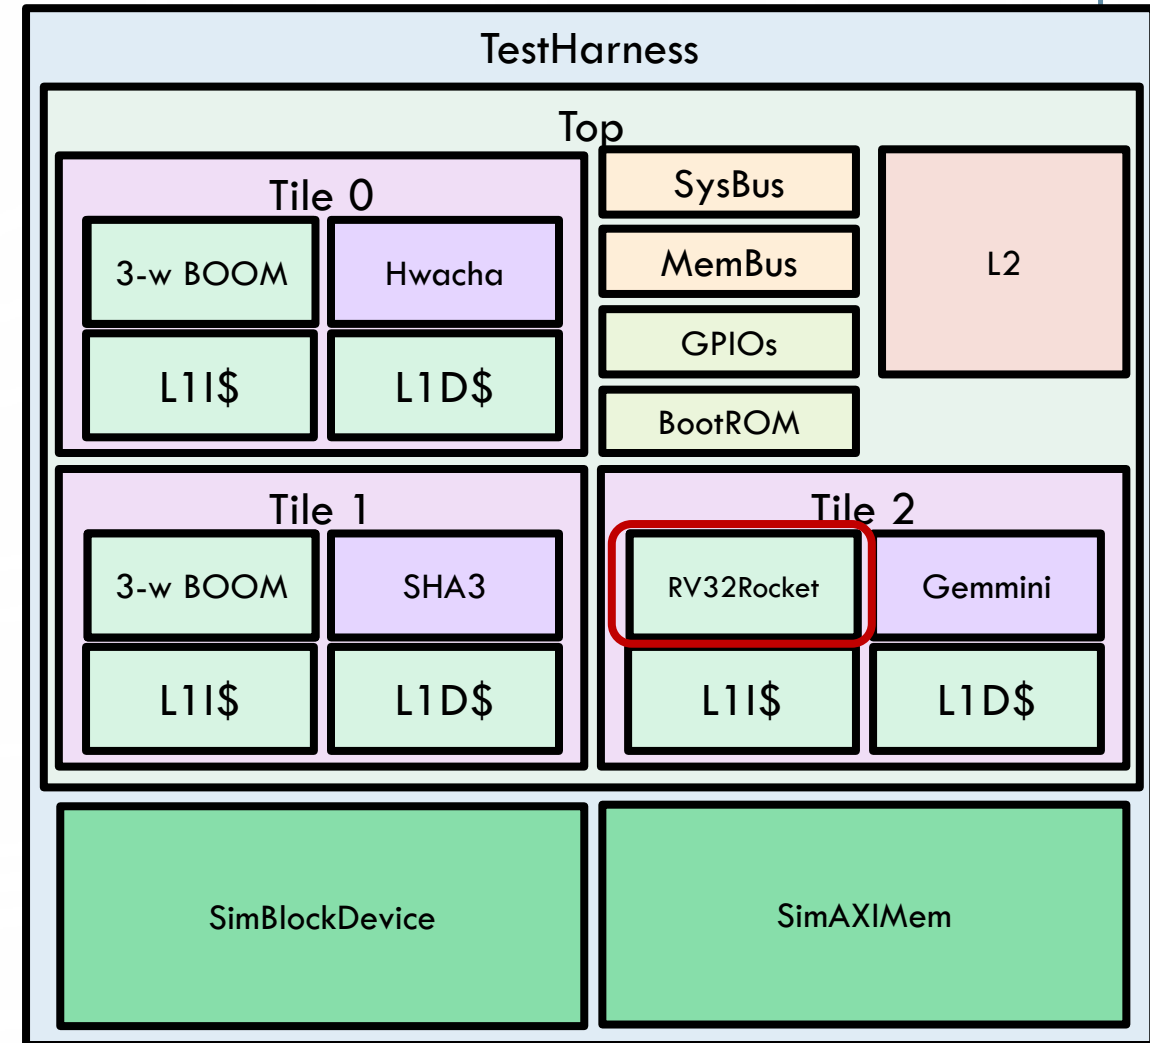 TestHarness
Top
Tile 0
3-w BOOM
Hwacha
L1I$
L1D$
SysBus
MemBus
GPIOs
BootROM
L2
Tile 1
3-w BOOM
SHA3
L1I$
L1D$
Tile 2
RV32Rocket
Gemmini
L1I$
L1D$
SimBlockDevice
SimAXIMem